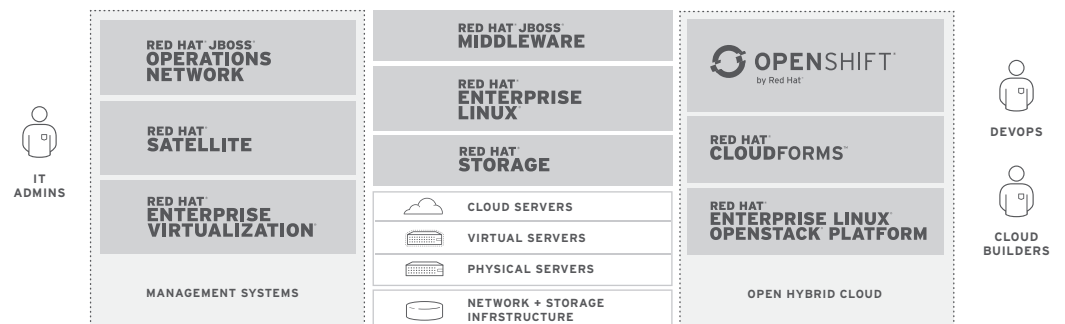 IT
ADMINS
RED HAT® JBOSS®
OPERATIONS
NETWORK
RED HAT®
SATELLITE
RED HAT®
ENTERPRISE
VIRTUALIZATION
MANAGEMENT SYSTEMS
RED HAT® JBOSS®
MIDDLEWARE
RED HAT®
ENTERPRISE
LINUX®
RED HAT®
STORAGE
CLOUD SERVERS
VIRTUAL SERVERS
PHYSICAL SERVERS
NETWORK + STORAGE
INFRSTRUCTURE
OPENSHIFT®
by Red Hat®
RED HAT®
CLOUDFORMS™
RED HAT®
ENTERPRISE LINUX®
OPENSTACK® PLATFORM
OPEN HYBRID CLOUD
DEVOPS
CLOUD
BUILDERS